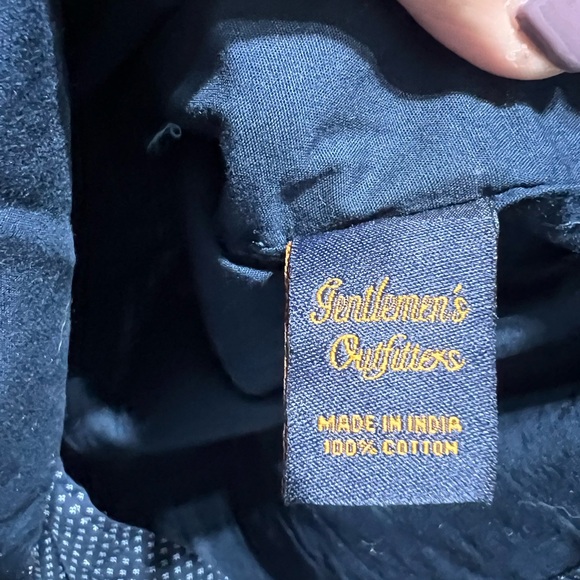 Gentlemen's
Outfitters
MADE IN INDIA
100% COTTON